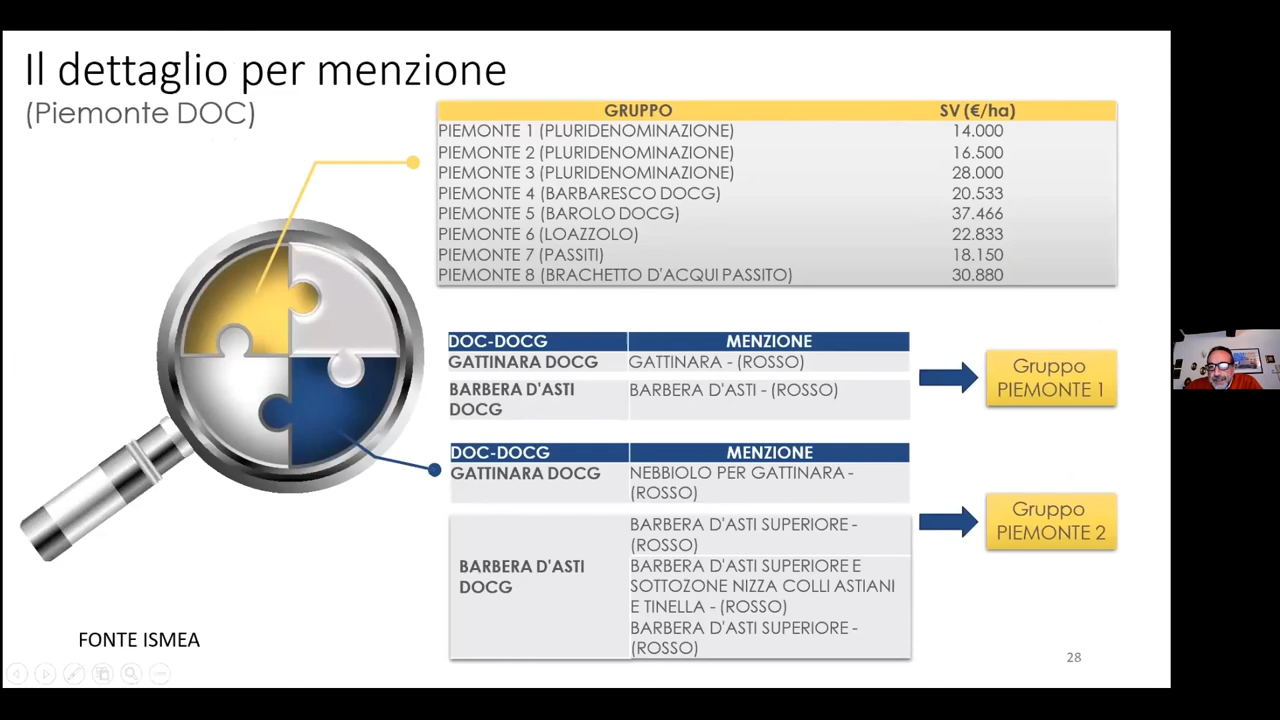 Il dettaglio per menzione
(Piemonte DOC)
GRUPPO SV (€/ha)
PIEMONTE 1 (PLURIDENOMINAZIONE) 14.000
PIEMONTE 2 (PLURIDENOMINAZIONE) 16.500
PIEMONTE 3 (PLURIDENOMINAZIONE) 28.000
PIEMONTE 4 (BARBARESCO DOCG) 20.533
PIEMONTE 5 (BAROLO DOCG) 37.466
PIEMONTE 6 (LOAZZOLO) 22.833
PIEMONTE 7 (PASSITI) 18.150
PIEMONTE 8 (BRACHETTO D'ACQUI PASSITO) 30.880
DOC-DOCG MENZIONE
GATTINARA DOCG GATTINARA - (ROSSO)
BARBERA D'ASTI DOCG BARBERA D'ASTI - (ROSSO)
Gruppo
PIEMONTE 1
DOC-DOCG MENZIONE
GATTINARA DOCG NEBBIOLO PER GATTINARA -
(ROSSO)
BARBERA D'ASTI
DOCG
BARBERA D'ASTI SUPERIORE -
(ROSSO)
BARBERA D'ASTI SUPERIORE E
SOTTOZONE NIZZA COLLI ASTIANI
E TINELLA - (ROSSO)
BARBERA D'ASTI SUPERIORE -
(ROSSO)
Gruppo
PIEMONTE 2
FONTE ISMEA
28